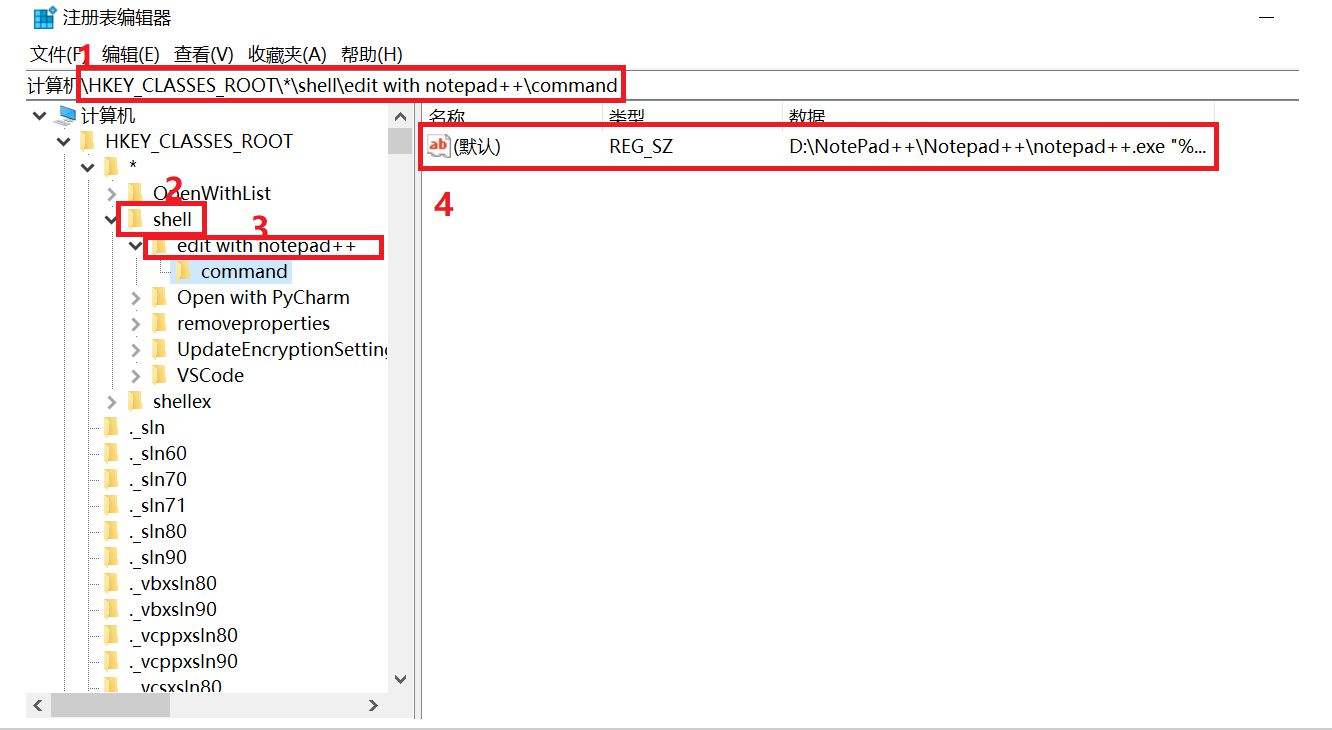 注册表编辑器
文件(F) 编辑(E) 查看(V) 收藏夹(A) 帮助(H)
1
计算机\HKEY_CLASSES_ROOT\*\shell\edit with notepad++\command
计算机
名称 类型 数据
HKEY_CLASSES_ROOT
ab (默认) REG_SZ D:\NotePad++\Notepad++\notepad++.exe "%...
*
2
OpenWithList
4
shell
3
edit with notepad++
command
Open with PyCharm
removeproperties
UpdateEncryptionSetting
VSCode
shellex
._sln
._sln60
._sln70
._sln71
._sln80
._sln90
._vbxsln80
._vbxsln90
._vcppxsln80
._vcppxsln90
._vcsxsln80